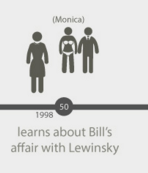 (Monica)
50
1998
learns about Bill's
affair with Lewinsky